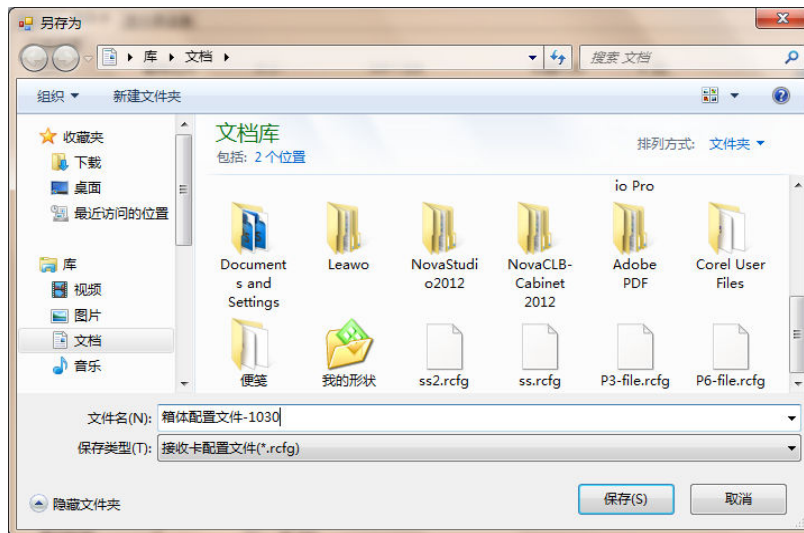 另存为
库 文档
搜索 文档
组织 新建文件夹
收藏夹
下载
桌面
最近访问的位置
库
视频
图片
文档
音乐
文档库
包括: 2 个位置
排列方式: 文件夹
io Pro
Document
s and
Settings
Leawo
NovaStudi
o2012
NovaCLB-
Cabinet
2012
Adobe
PDF
Corel User
Files
便笺
我的形状
ss2.rcfg
ss.rcfg
P3-file.rcfg
P6-file.rcfg
文件名(N): 箱体配置文件-1030
保存类型(T): 接收卡配置文件(*.rcfg)
隐藏文件夹
保存(S)
取消